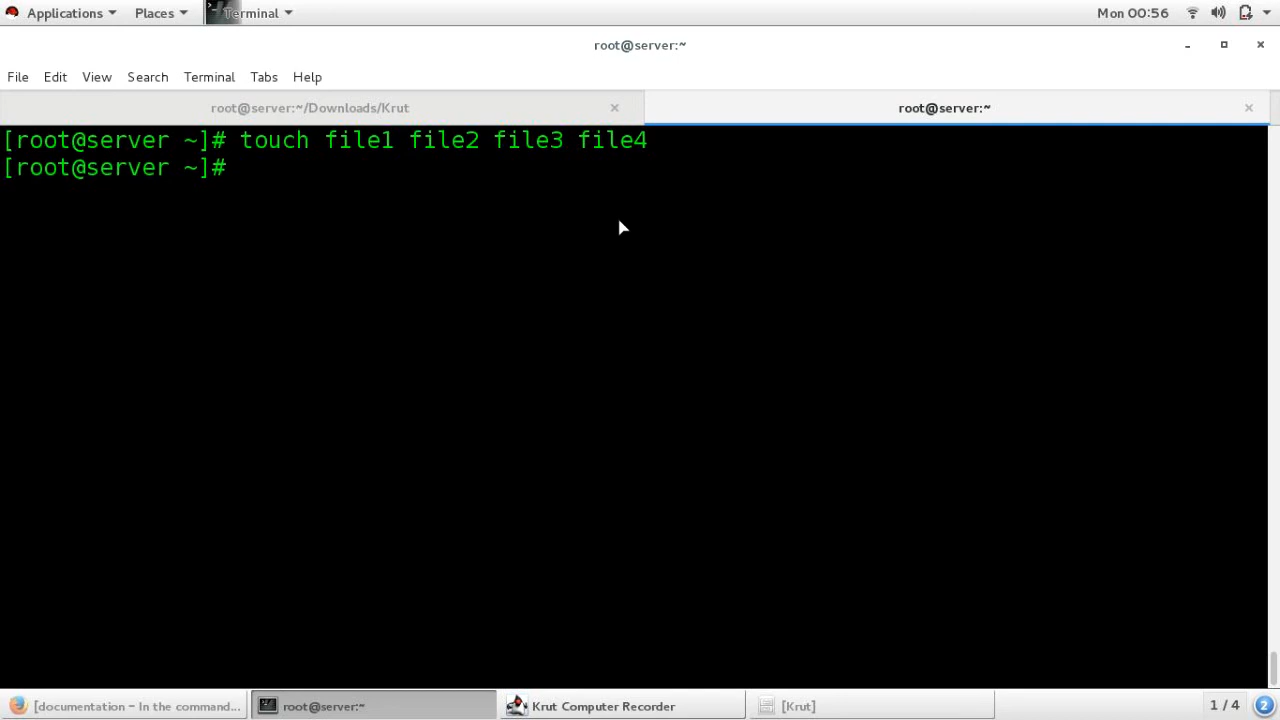 Applications Places Terminal Mon 00:56
root@server:~
File Edit View Search Terminal Tabs Help
root@server:~/Downloads/Krut root@server:~
[root@server ~]# touch file1 file2 file3 file4
[root@server ~]#
[documentation – In the command... root@server:~ Krut Computer Recorder [Krut] 1 / 4 2